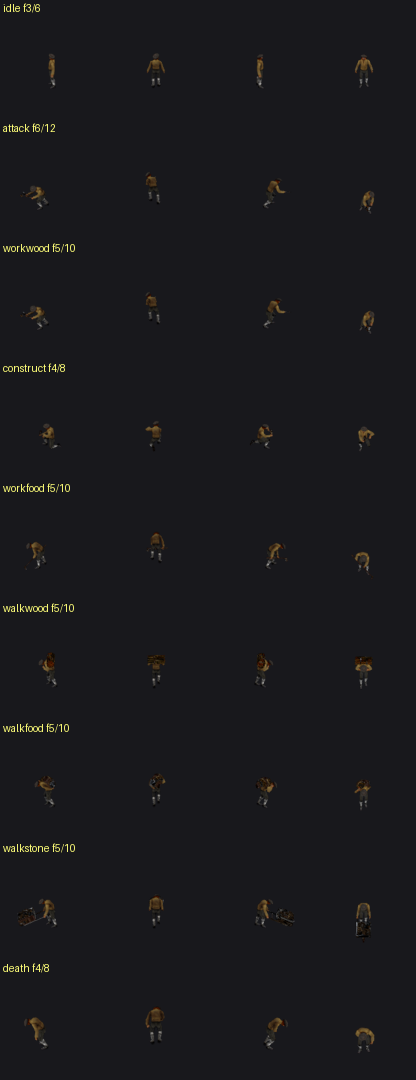 idle f3/6
attack f6/12
workwood f5/10
construct f4/8
workfood f5/10
walkwood f5/10
walkfood f5/10
walkstone f5/10
death f4/8